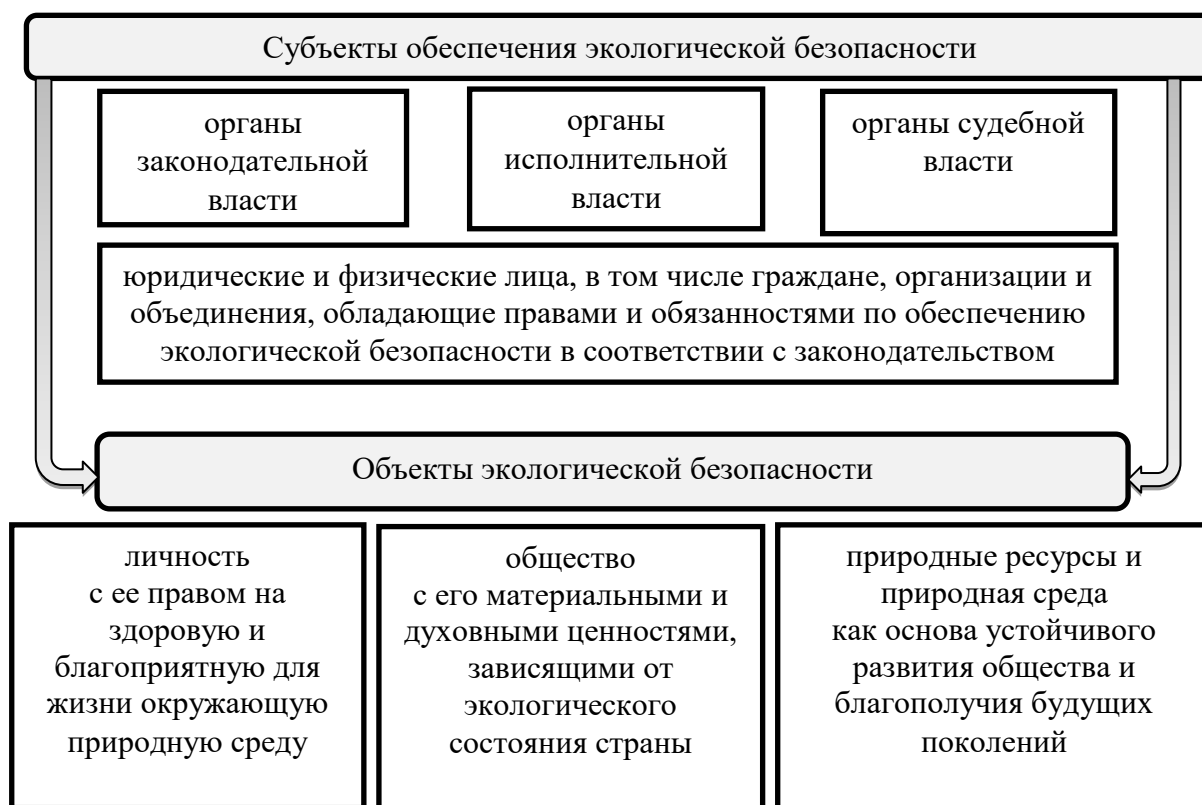 Субъекты обеспечения экологической безопасности
органы
законодательной
власти
органы
исполнительной
власти
органы судебной
власти
юридические и физические лица, в том числе граждане, организации и
объединения, обладающие правами и обязанностями по обеспечению
экологической безопасности в соответствии с законодательством
Объекты экологической безопасности
личность
с ее правом на
здоровую и
благоприятную для
жизни окружающую
природную среду
общество
с его материальными и
духовными ценностями,
зависящими от
экологического
состояния страны
природные ресурсы и
природная среда
как основа устойчивого
развития общества и
благополучия будущих
поколений